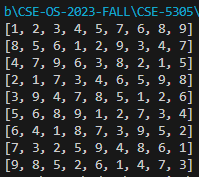 b\CSE-OS-2023-FALL\CSE-5305\
[1, 2, 3, 4, 5, 7, 6, 8, 9]
[8, 5, 6, 1, 2, 9, 3, 4, 7]
[4, 7, 9, 6, 3, 8, 2, 1, 5]
[2, 1, 7, 3, 4, 6, 5, 9, 8]
[3, 9, 4, 7, 8, 5, 1, 2, 6]
[5, 6, 8, 9, 1, 2, 7, 3, 4]
[6, 4, 1, 8, 7, 3, 9, 5, 2]
[7, 3, 2, 5, 9, 4, 8, 6, 1]
[9, 8, 5, 2, 6, 1, 4, 7, 3]